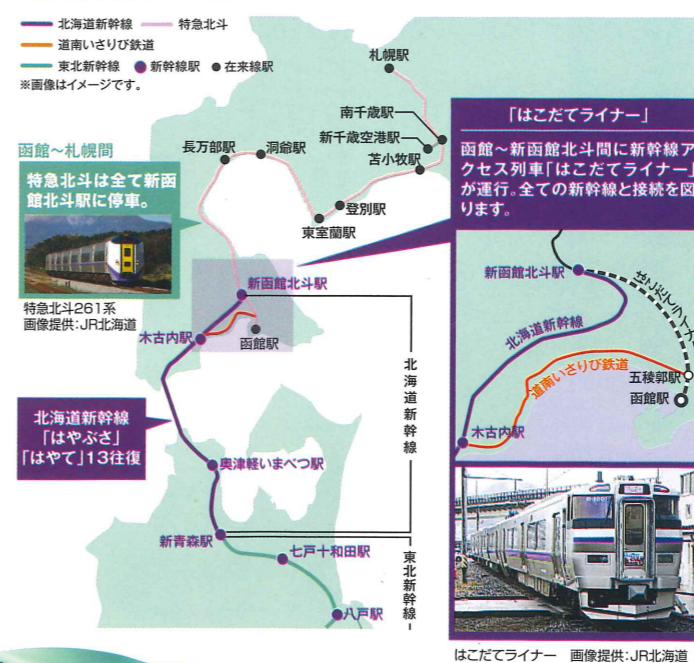 北海道新幹線
特急北斗
道南いさりび鉄道
東北新幹線
新幹線駅
在来線駅
※画像はイメージです。
函館〜札幌間
特急北斗は全て新函
館北斗駅に停車。
特急北斗261系
画像提供：JR北海道
札幌駅
南千歳駅
新千歳空港駅
苫小牧駅
長万部駅
洞爺駅
登別駅
東室蘭駅
新函館北斗駅
木古内駅
函館駅
北海道新幹線
「はやぶさ」
「はやて」13往復
奥津軽いまべつ駅
新青森駅
七戸十和田駅
八戸駅
北海道新幹線
東北新幹線
「はこだてライナー」
函館〜新函館北斗間に新幹線ア
クセス列車「はこだてライナー」
が運行。全ての新幹線と接続を図
ります。
新函館北斗駅
はこだてライナー
北海道新幹線
道南いさりび鉄道
五稜郭駅
函館駅
木古内駅
はこだてライナー　画像提供：JR北海道